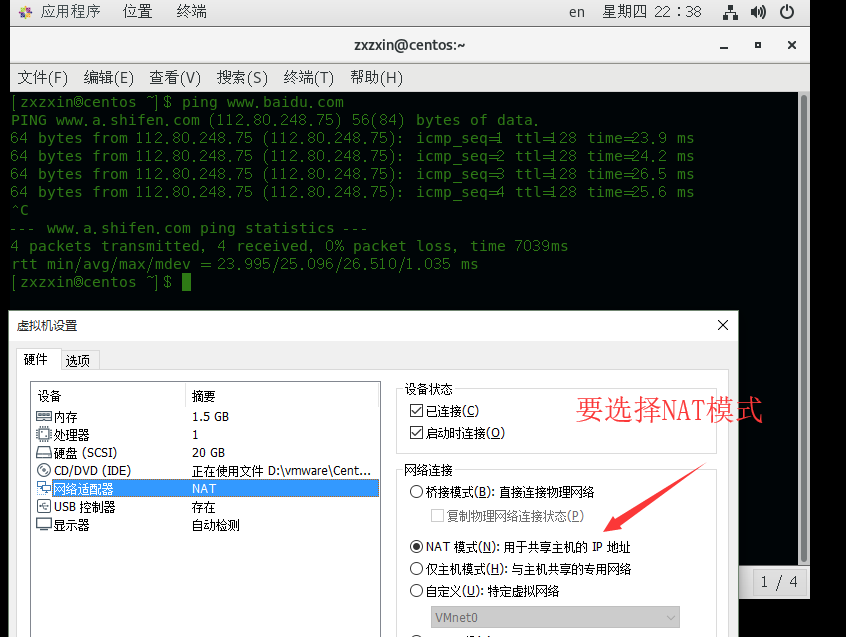 应用程序 位置 终端 en 星期四 22：38
zxzxin@centos:~
文件(F) 编辑(E) 查看(V) 搜索(S) 终端(T) 帮助(H)
[zxzxin@centos ~]$ ping www.baidu.com
PING www.a.shifen.com (112.80.248.75) 56(84) bytes of data.
64 bytes from 112.80.248.75 (112.80.248.75): icmp_seq=1 ttl=128 time=23.9 ms
64 bytes from 112.80.248.75 (112.80.248.75): icmp_seq=2 ttl=128 time=24.2 ms
64 bytes from 112.80.248.75 (112.80.248.75): icmp_seq=3 ttl=128 time=26.5 ms
64 bytes from 112.80.248.75 (112.80.248.75): icmp_seq=4 ttl=128 time=25.6 ms
^C
--- www.a.shifen.com ping statistics ---
4 packets transmitted, 4 received, 0% packet loss, time 7039ms
rtt min/avg/max/mdev = 23.995/25.096/26.510/1.035 ms
[zxzxin@centos ~]$
虚拟机设置
硬件 选项
设备 摘要
内存 1.5 GB
处理器 1
硬盘 (SCSI) 20 GB
CD/DVD (IDE) 正在使用文件 D:\vmware\Cent...
网络适配器 NAT
USB 控制器 存在
显示器 自动检测
设备状态
已连接(C)
启动时连接(O)
要选择NAT模式
网络连接
桥接模式(B): 直接连接物理网络
复制物理网络连接状态(P)
NAT 模式(N): 用于共享主机的 IP 地址
仅主机模式(H): 与主机共享的专用网络
自定义(U): 特定虚拟网络
VMnet0
1 / 4